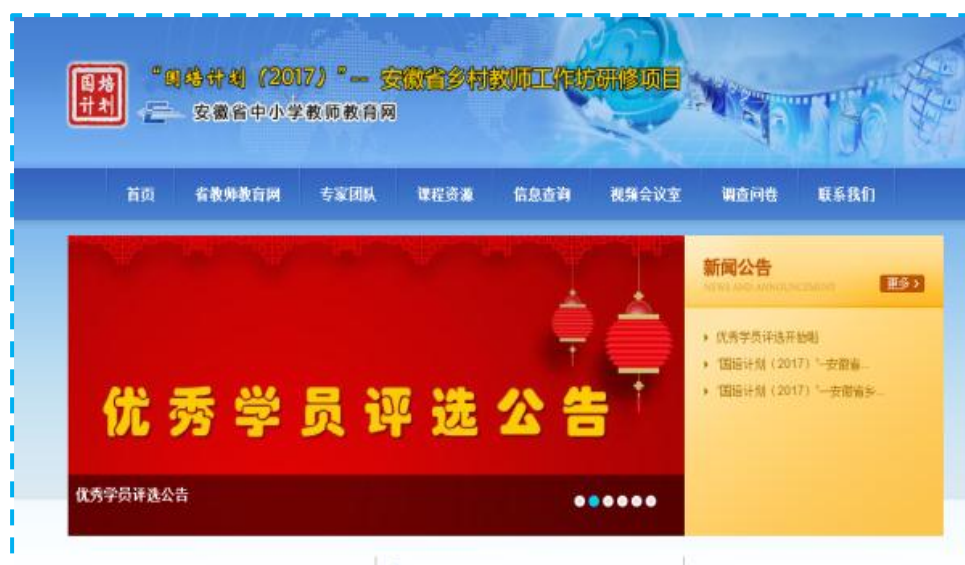 国培
计划
“国培计划（2017）”-- 安徽省乡村教师工作坊研修项目
安徽省中小学教师教育网
首页 省教师教育网 专家团队 课程资源 信息查询 视频会议室 调查问卷 联系我们
优秀学员评选公告
优秀学员评选公告
新闻公告
NEWS AND ANNOUNCEMENT
更多 >
优秀学员评选开始啦
“国培计划（2017）”--安徽省...
“国培计划（2017）”--安徽省乡...